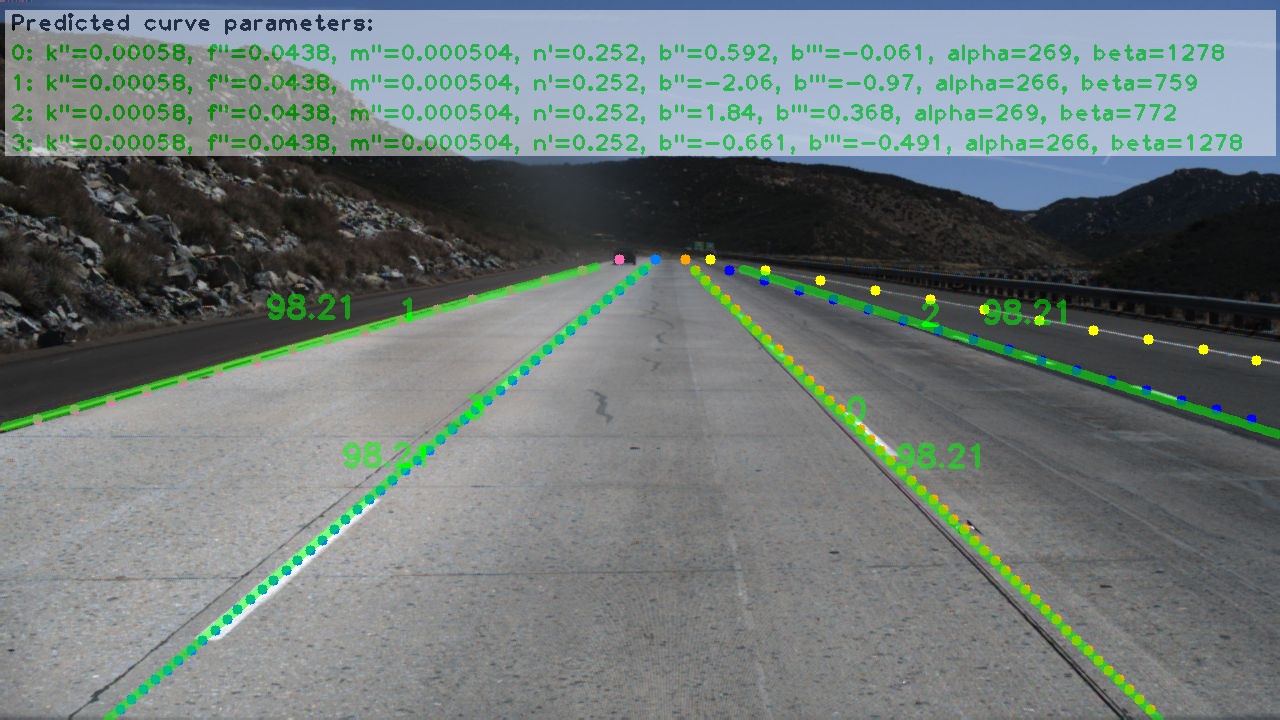 Predicted curve parameters:
0: k''=0.00058, f''=0.0438, m''=0.000504, n'=0.252, b''=0.592, b'''=−0.061, alpha=269, beta=1278
1: k''=0.00058, f''=0.0438, m''=0.000504, n'=0.252, b''=−2.06, b'''=−0.97, alpha=266, beta=759
2: k''=0.00058, f''=0.0438, m''=0.000504, n'=0.252, b''=1.84, b'''=0.368, alpha=269, beta=772
3: k''=0.00058, f''=0.0438, m''=0.000504, n'=0.252, b''=−0.661, b'''=−0.491, alpha=266, beta=1278
98.21 1
2 98.21
0
98.21
98.21